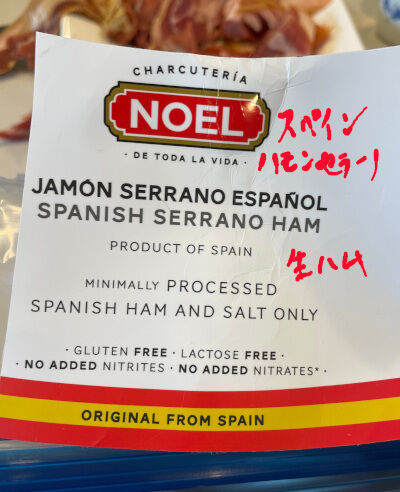 CHARCUTERÍA
NOEL
· DE TODA LA VIDA ·
スペイン
ハモンセラーノ
JAMÓN SERRANO ESPAÑOL
SPANISH SERRANO HAM
PRODUCT OF SPAIN
生ハム
MINIMALLY PROCESSED
SPANISH HAM AND SALT ONLY
· GLUTEN FREE · LACTOSE FREE ·
· NO ADDED NITRITES · NO ADDED NITRATES*·
ORIGINAL FROM SPAIN